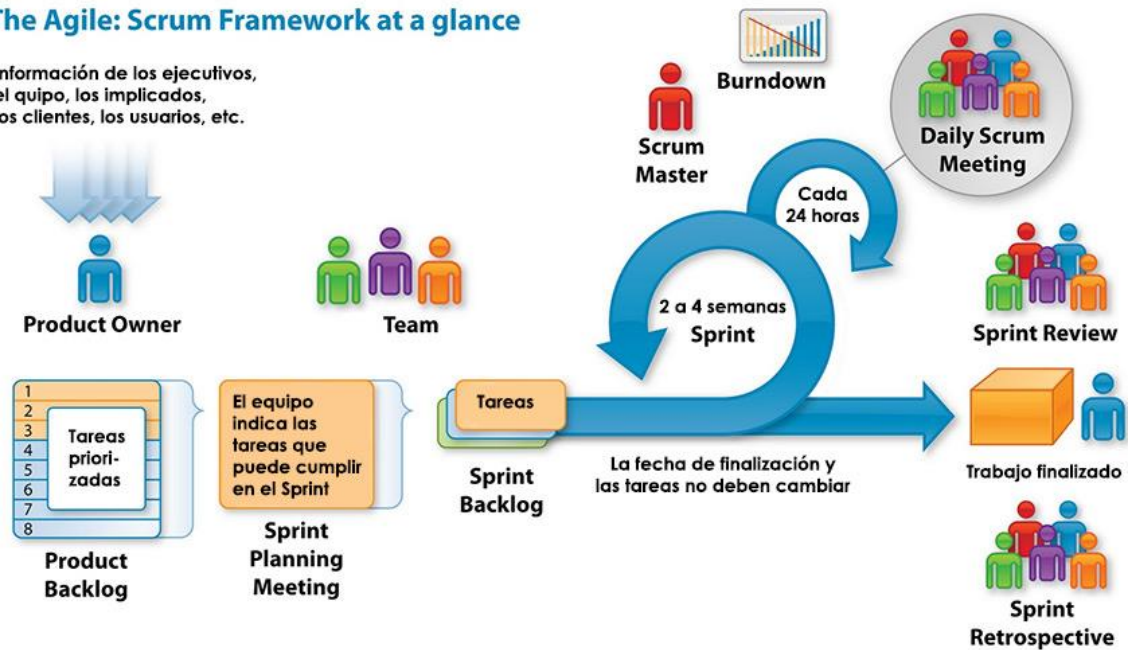 he Agile: Scrum Framework at a glance
nformación de los ejecutivos,
el quipo, los implicados,
os clientes, los usuarios, etc.
Product Owner
Team
Scrum
Master
Burndown
Daily Scrum
Meeting
Cada
24 horas
2 a 4 semanas
Sprint
Sprint Review
1
2
3
4
5
6
7
8
Tareas
priori-
zadas
Product
Backlog
El equipo
indica las
tareas que
puede cumplir
en el Sprint
Sprint
Planning
Meeting
Tareas
Sprint
Backlog
La fecha de finalización y
las tareas no deben cambiar
Trabajo finalizado
Sprint
Retrospective